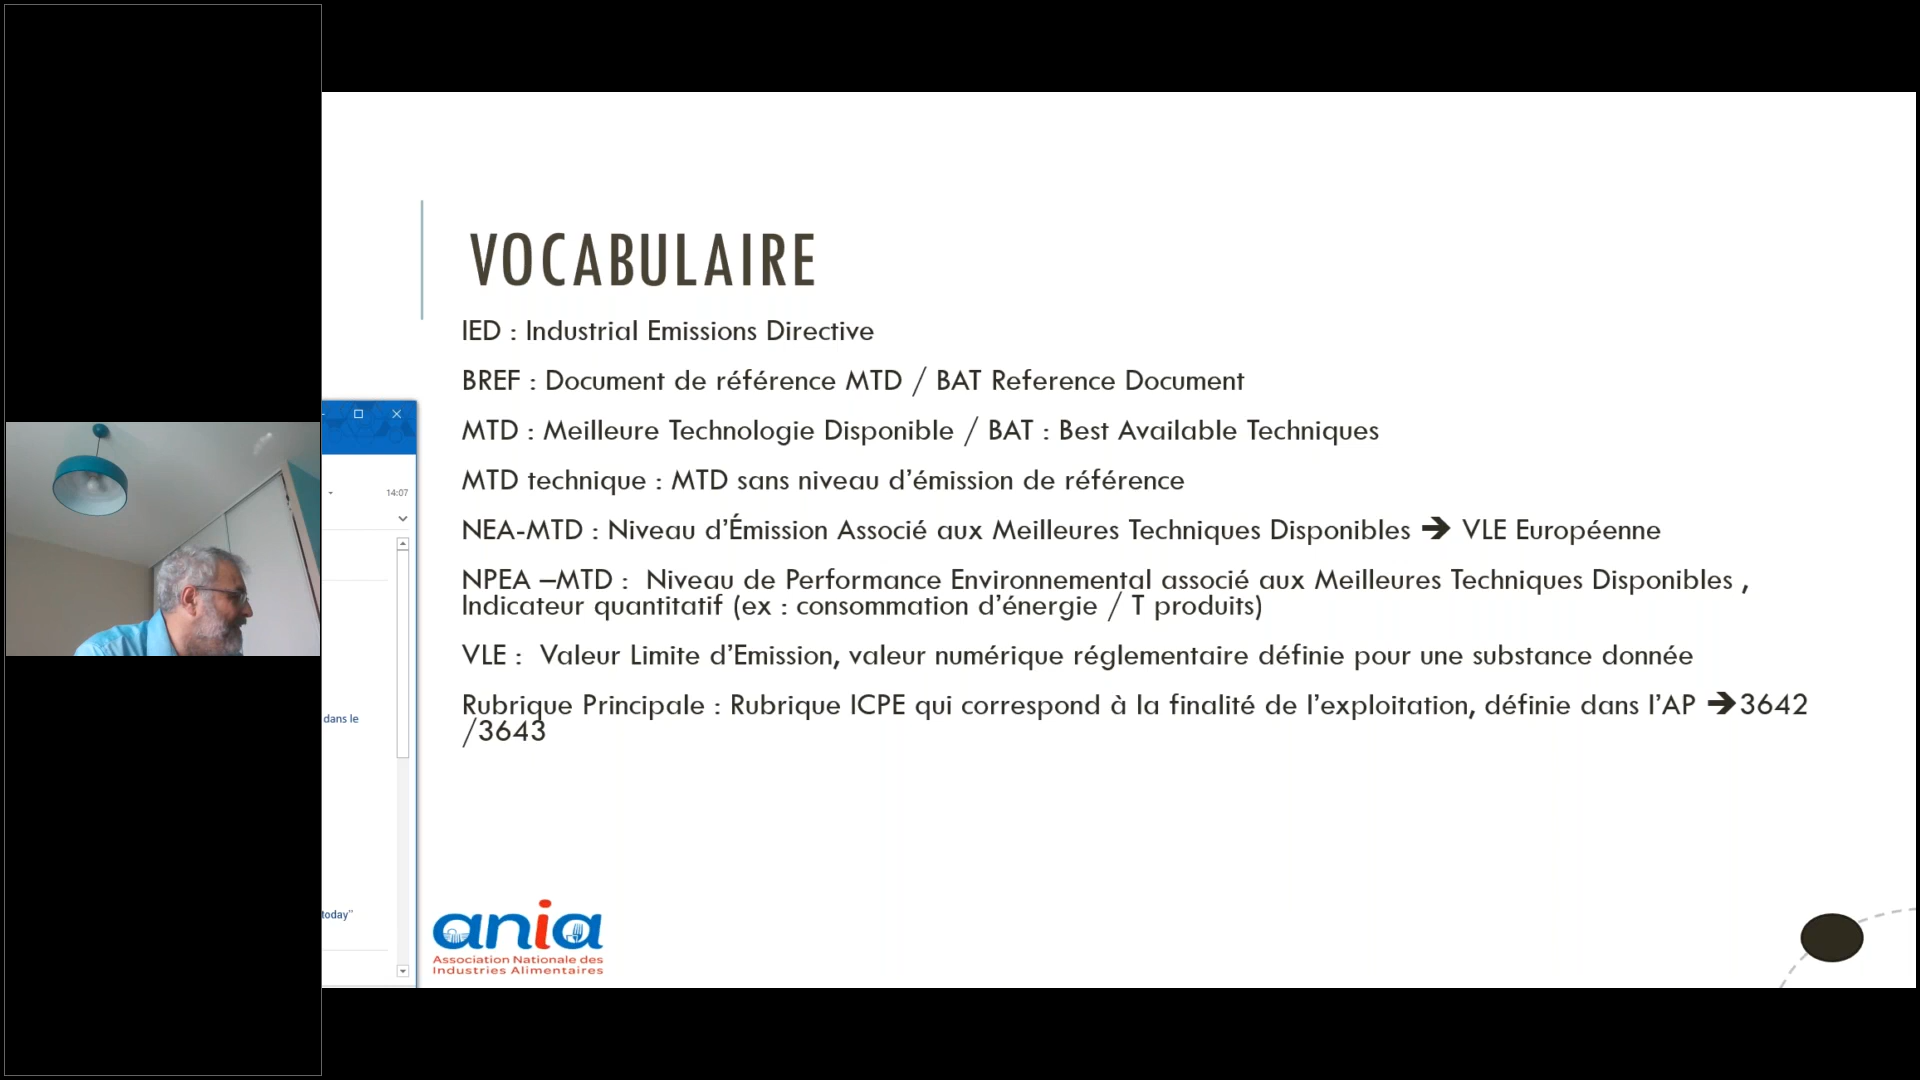 VOCABULAIRE
IED : Industrial Emissions Directive
BREF : Document de référence MTD / BAT Reference Document
MTD : Meilleure Technologie Disponible / BAT : Best Available Techniques
MTD technique : MTD sans niveau d’émission de référence
NEA-MTD : Niveau d’Émission Associé aux Meilleures Techniques Disponibles ➔ VLE Européenne
NPEA –MTD : Niveau de Performance Environnemental associé aux Meilleures Techniques Disponibles ,
Indicateur quantitatif (ex : consommation d’énergie / T produits)
VLE : Valeur Limite d’Emission, valeur numérique réglementaire définie pour une substance donnée
Rubrique Principale : Rubrique ICPE qui correspond à la finalité de l’exploitation, définie dans l’AP ➔3642
/3643
14:07
dans le
today”
ania
Association Nationale des
Industries Alimentaires